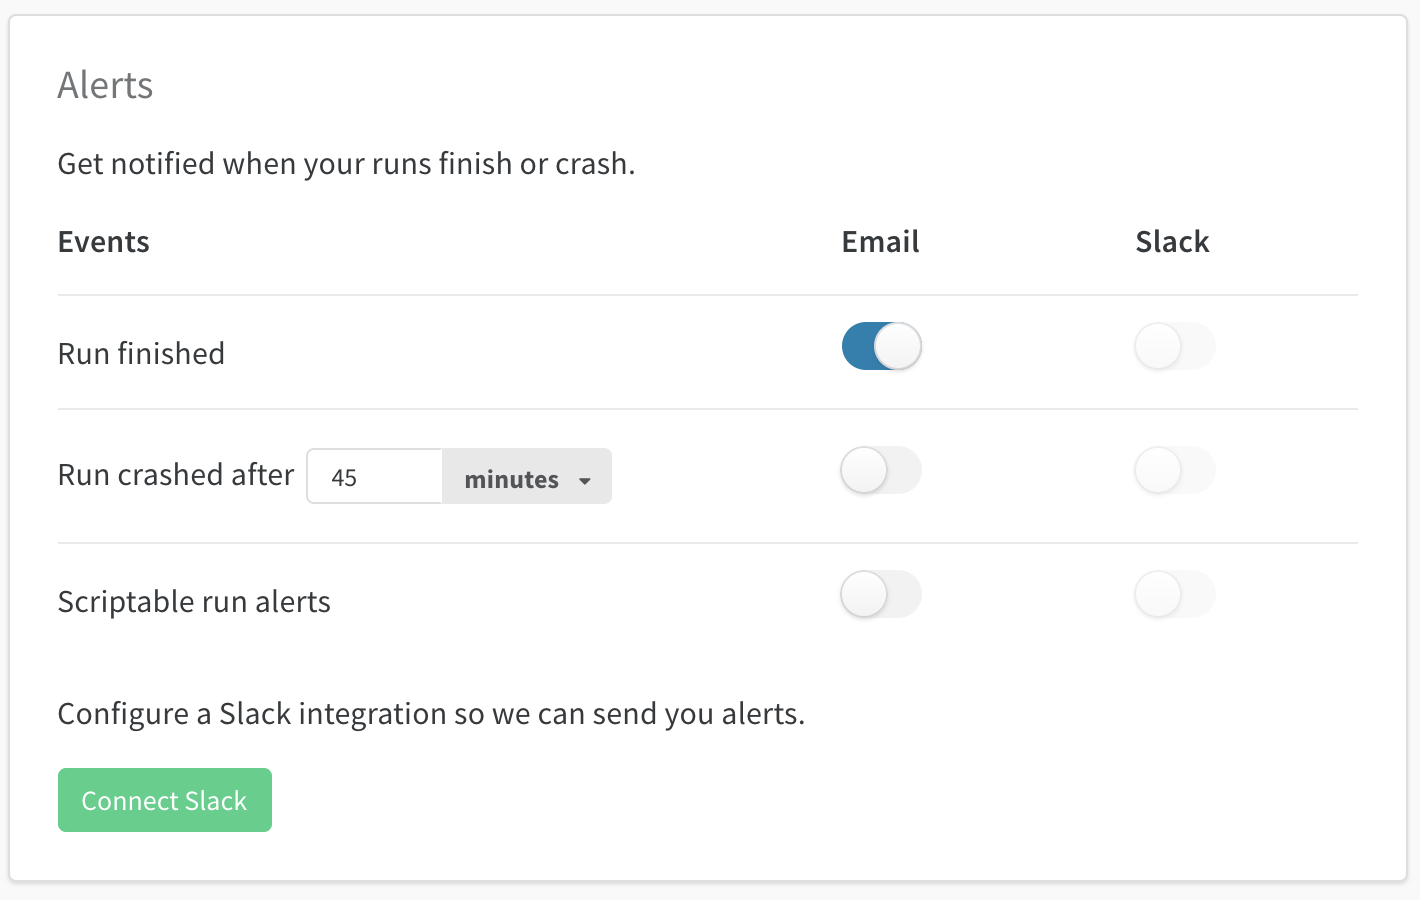 Alerts
Get notified when your runs finish or crash.
Events Email Slack
Run finished
Run crashed after 45 minutes
Scriptable run alerts
Configure a Slack integration so we can send you alerts.
Connect Slack